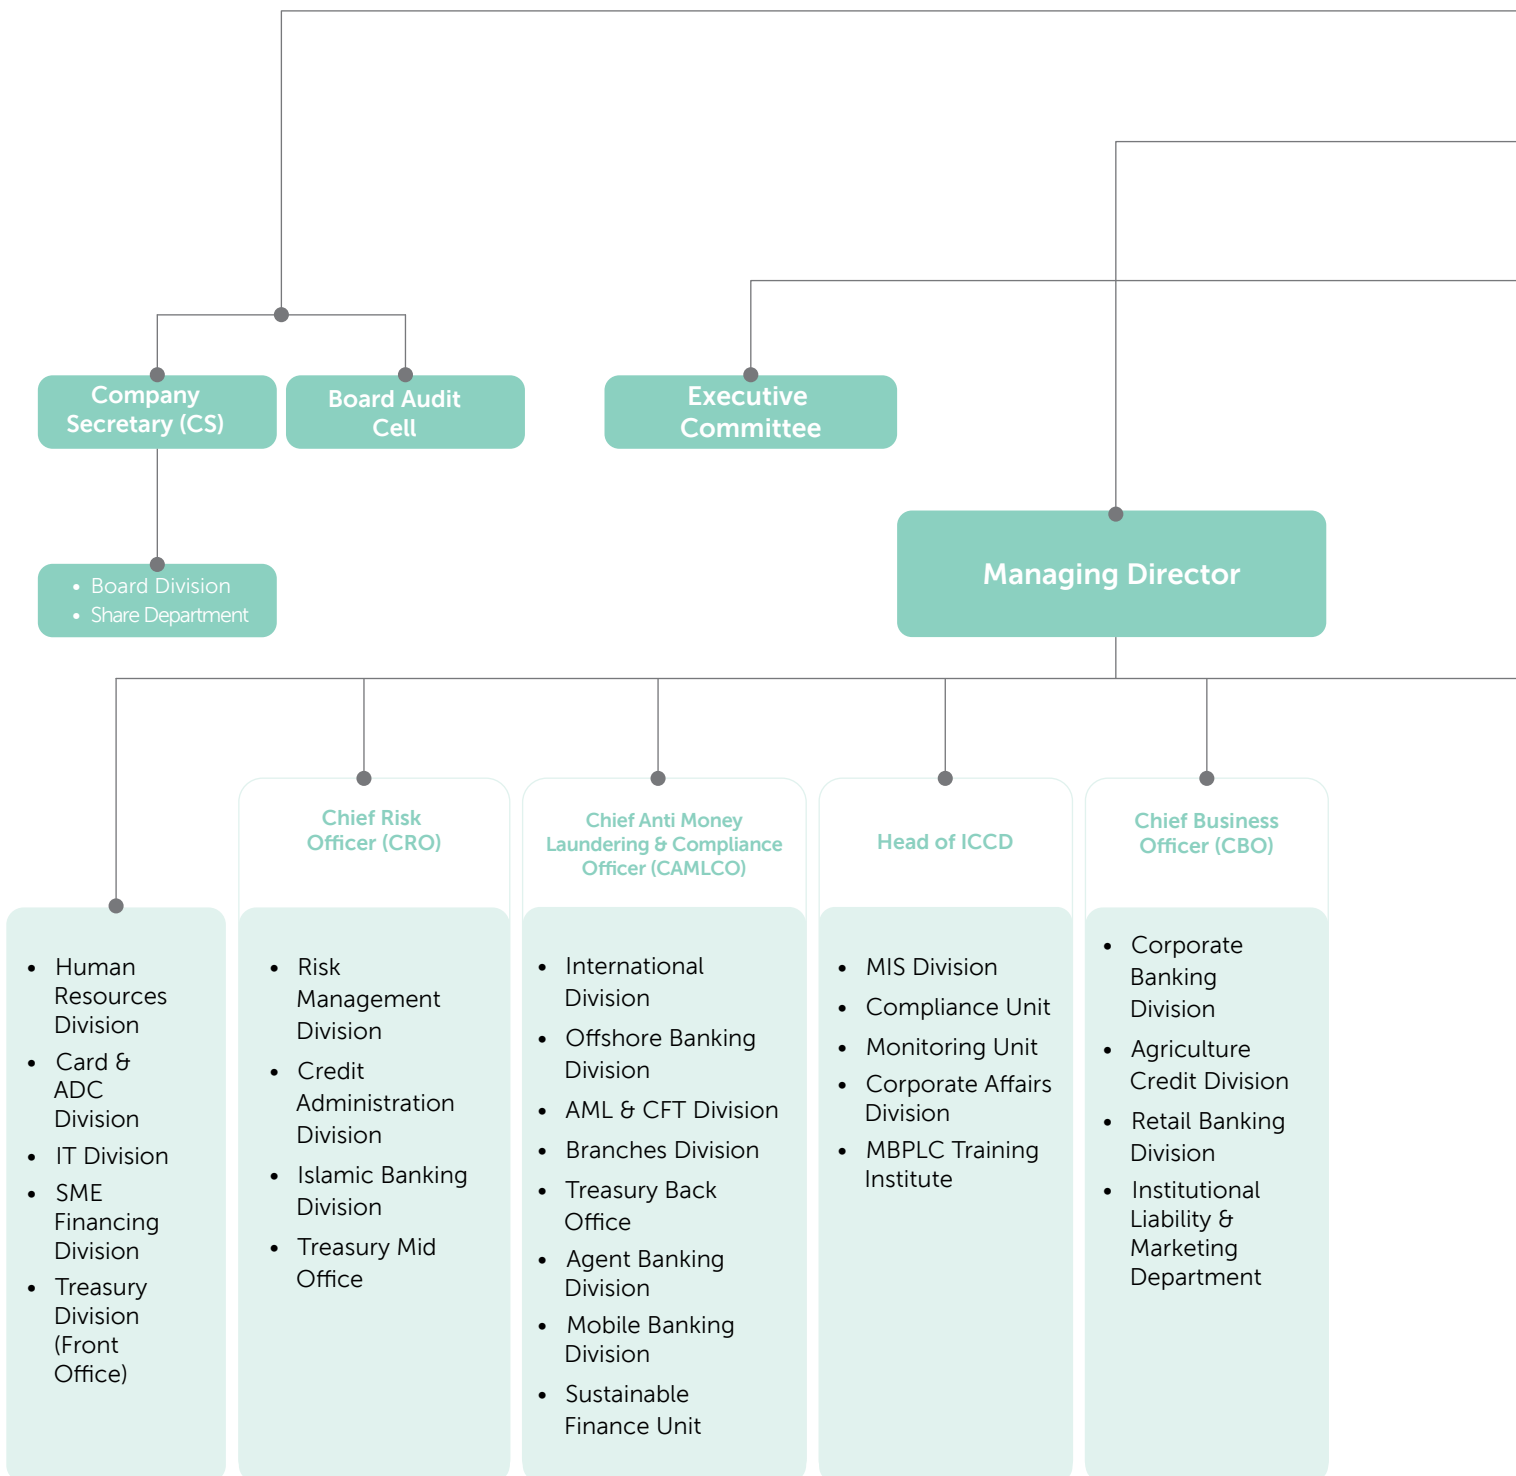 Company
Secretary (CS)
Board Audit
Cell
Executive
Committee
• Board Division
• Share Department
Managing Director
• Human
Resources
Division
• Card &
ADC
Division
• IT Division
• SME
Financing
Division
• Treasury
Division
(Front
Office)
Chief Risk
Officer (CRO)
• Risk
Management
Division
• Credit
Administration
Division
• Islamic Banking
Division
• Treasury Mid
Office
Chief Anti Money
Laundering & Compliance
Officer (CAMLCO)
• International
Division
• Offshore Banking
Division
• AML & CFT Division
• Branches Division
• Treasury Back
Office
• Agent Banking
Division
• Mobile Banking
Division
• Sustainable
Finance Unit
Head of ICCD
• MIS Division
• Compliance Unit
• Monitoring Unit
• Corporate Affairs
Division
• MBPLC Training
Institute
Chief Business
Officer (CBO)
• Corporate
Banking
Division
• Agriculture
Credit Division
• Retail Banking
Division
• Institutional
Liability &
Marketing
Department